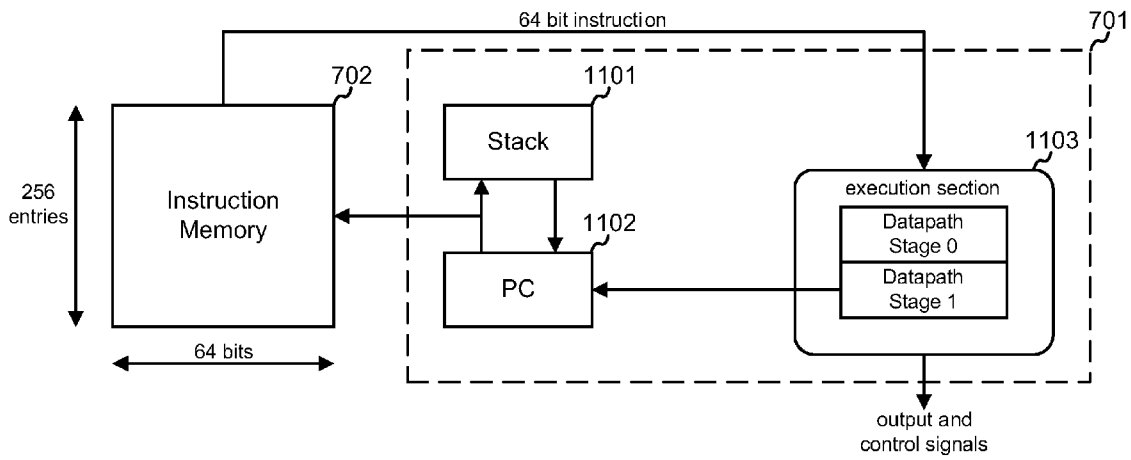 64 bit instruction
701
702
1101
Stack
1103
256
entries
Instruction
Memory
execution section
Datapath
Stage 0
1102
PC
Datapath
Stage 1
64 bits
output and
control signals